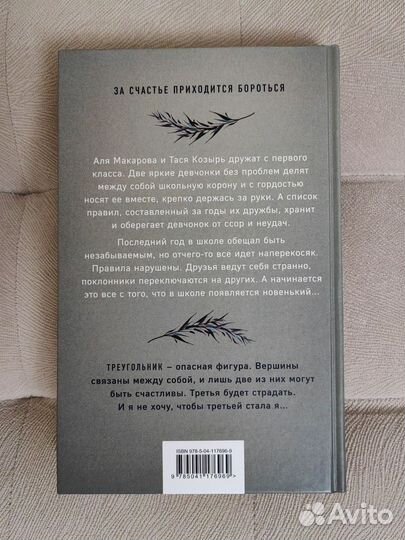 ЗА СЧАСТЬЕ ПРИХОДИТСЯ БОРОТЬСЯ
Аля Макарова и Тася Козырь дружат с первого
класса. Две яркие девчонки без проблем делят
между собой школьную корону и с гордостью
носят ее вместе, крепко держась за руки. А список
правил, составленный за годы их дружбы, хранит
и оберегает девчонок от ссор и неудач.
Последний год в школе обещал быть
незабываемым, но отчего-то все идет наперекосяк.
Правила нарушены. Друзья ведут себя странно,
поклонники переключаются на других. А начинается
это все с того, что в школе появляется новенький...
ТРЕУГОЛЬНИК – опасная фигура. Вершины
связаны между собой, и лишь две из них могут
быть счастливы. Третья будет страдать.
И я не хочу, чтобы третьей стала я...
ISBN 978-5-04-117696-9
9 785041 176969 >
Avito